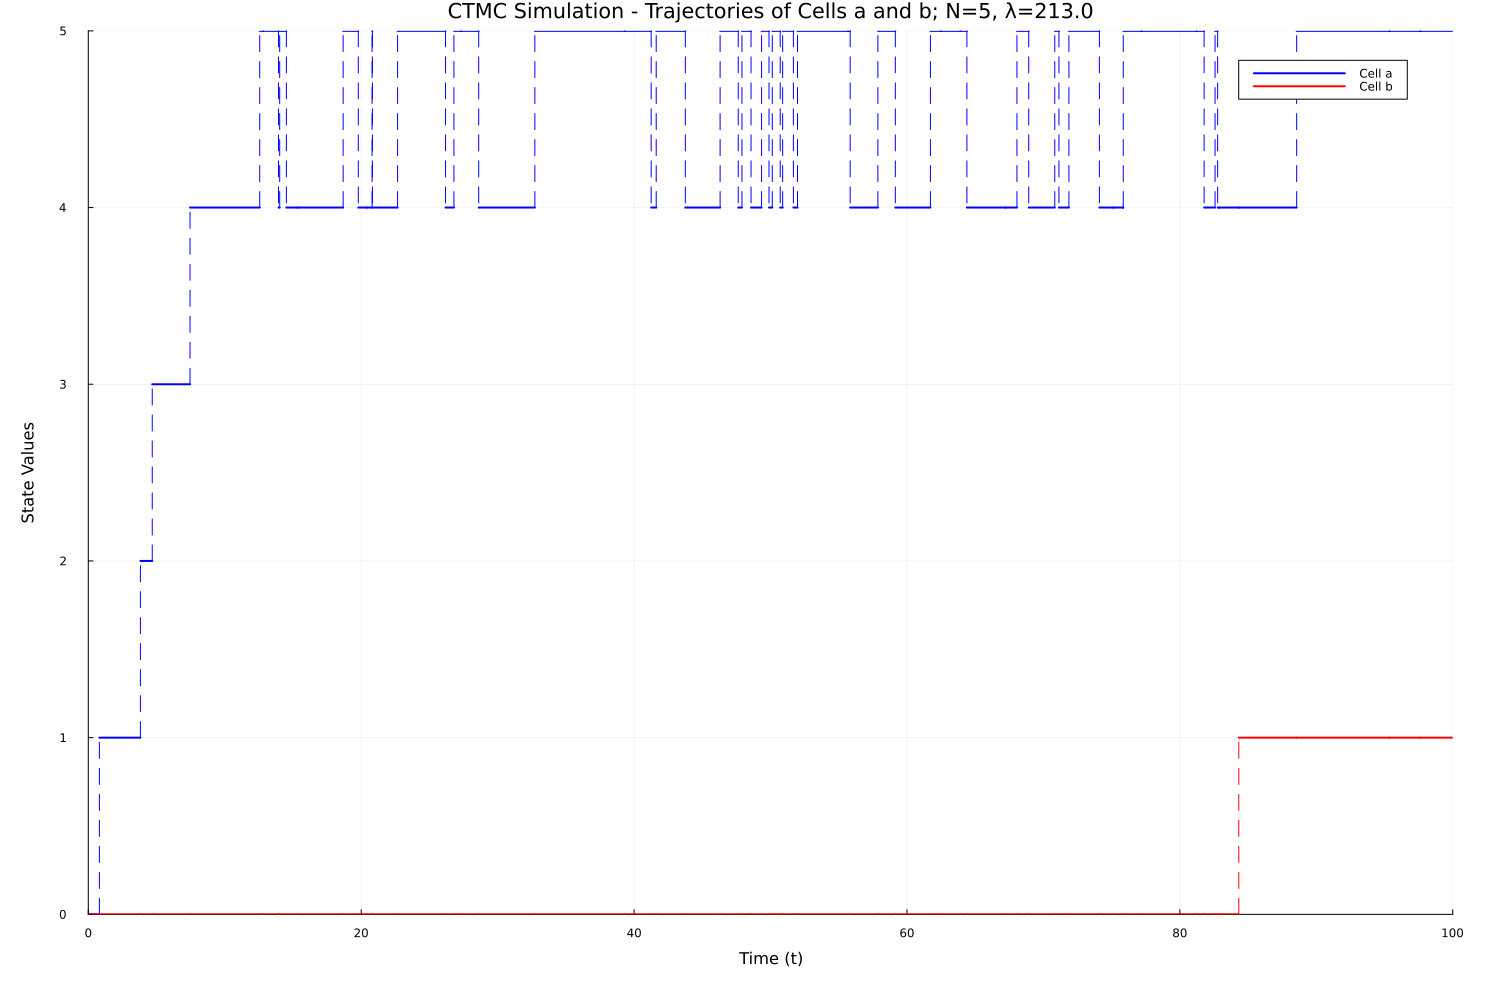 CTMC Simulation - Trajectories of Cells a and b; N=5, λ=213.0
5
Cell a
Cell b
4
3
State Values
2
1
0
0 20 40 60 80 100
Time (t)